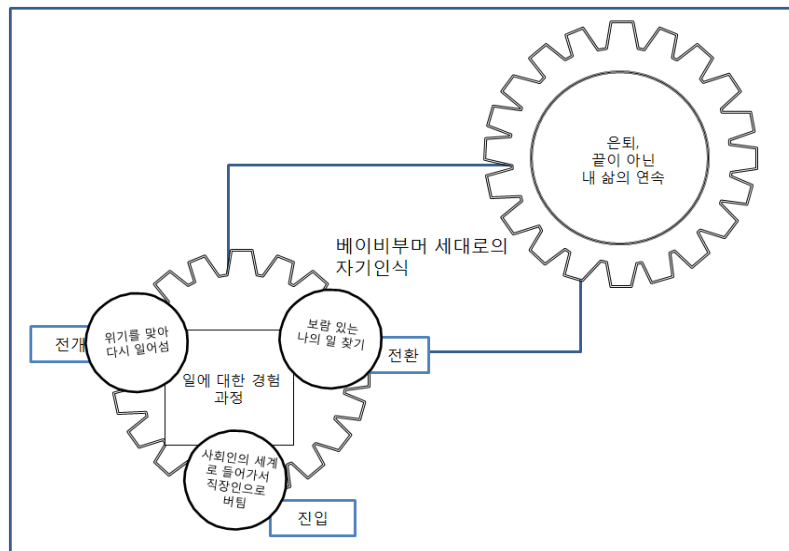 은퇴,
끝이 아닌
내 삶의 연속
베이비부머 세대로의
자기인식
위기를 맞아
다시 일어섬
전개
보람 있는
나의 일 찾기
전환
일에 대한 경험
과정
사회인의 세계
로 들어가서
직장인으로
버팀
진입